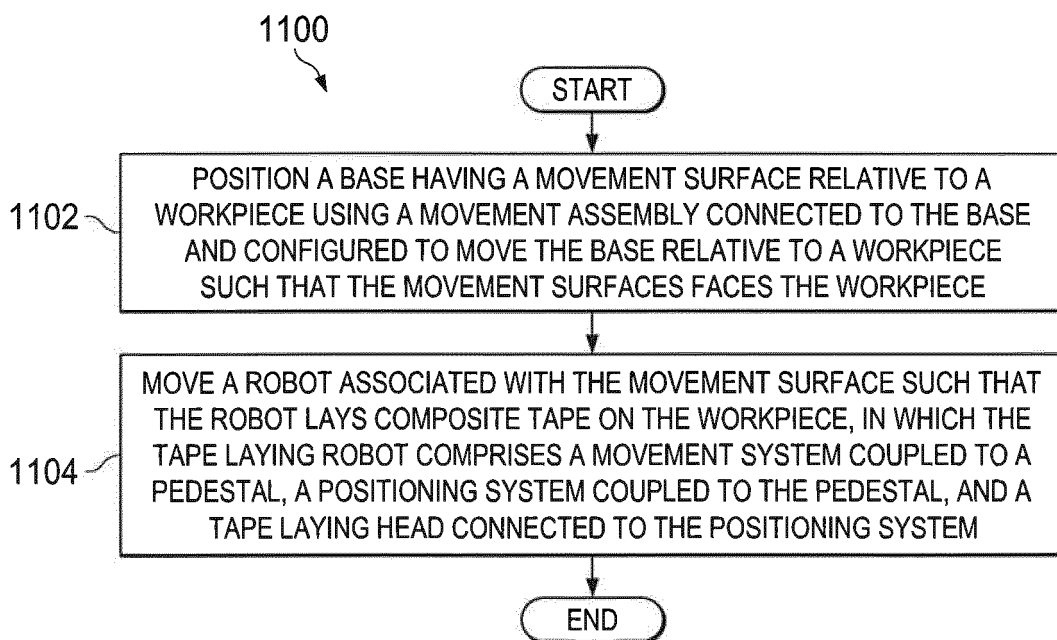 1100
START
1102
POSITION A BASE HAVING A MOVEMENT SURFACE RELATIVE TO A
WORKPIECE USING A MOVEMENT ASSEMBLY CONNECTED TO THE BASE
AND CONFIGURED TO MOVE THE BASE RELATIVE TO A WORKPIECE
SUCH THAT THE MOVEMENT SURFACES FACES THE WORKPIECE
1104
MOVE A ROBOT ASSOCIATED WITH THE MOVEMENT SURFACE SUCH THAT
THE ROBOT LAYS COMPOSITE TAPE ON THE WORKPIECE, IN WHICH THE
TAPE LAYING ROBOT COMPRISES A MOVEMENT SYSTEM COUPLED TO A
PEDESTAL, A POSITIONING SYSTEM COUPLED TO THE PEDESTAL, AND A
TAPE LAYING HEAD CONNECTED TO THE POSITIONING SYSTEM
END